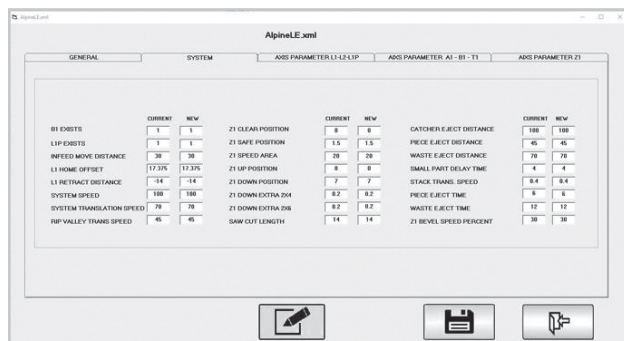 AlpineLE.xml
AlpineLE.xml
GENERAL SYSTEM AXIS PARAMETER L1-L2-L1P AXIS PARAMETER A1 - B1 - T1 AXIS PARAMETER Z1
CURRENT NEW CURRENT NEW CURRENT NEW
B1 EXISTS 1 1 Z1 CLEAR POSITION 0 0 CATCHER EJECT DISTANCE 100 100
L1P EXISTS 1 1 Z1 SAFE POSITION 1.5 1.5 PIECE EJECT DISTANCE 45 45
INFEED MOVE DISTANCE 30 30 Z1 SPEED AREA 20 20 WASTE EJECT DISTANCE 70 70
L1 HOME OFFSET 17.375 17.375 Z1 UP POSITION 0 0 SMALL PART DELAY TIME 4 4
L1 RETRACT DISTANCE -14 -14 Z1 DOWN POSITION 7 7 STACK TRANS. SPEED 0.4 0.4
SYSTEM SPEED 100 100 Z1 DOWN EXTRA 2X4 0.2 0.2 PIECE EJECT TIME 6 6
SYSTEM TRANSLATION SPEED 70 70 Z1 DOWN EXTRA 2X6 0.2 0.2 WASTE EJECT TIME 12 12
RIP VALLEY TRANS SPEED 45 45 SAW CUT LENGTH 14 14 Z1 BEVEL SPEED PERCENT 30 30